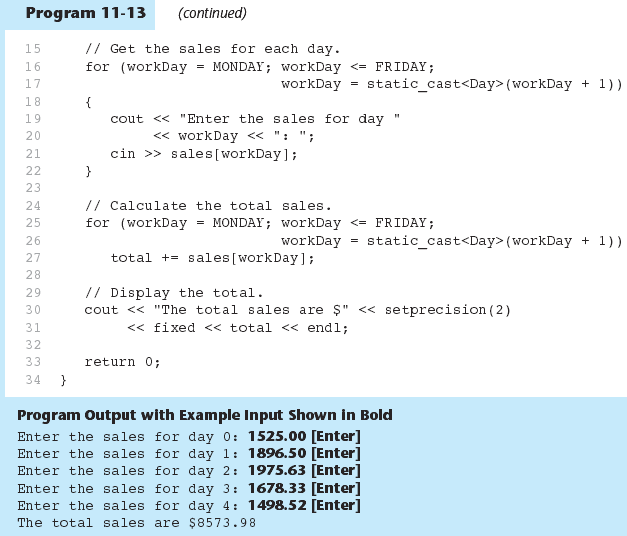 Program 11-13 (continued)
15 // Get the sales for each day.
16 for (workDay = MONDAY; workDay <= FRIDAY;
17 workDay = static_cast<Day>(workDay + 1))
18 {
19 cout << "Enter the sales for day "
20 << workDay << ": ";
21 cin >> sales[workDay];
22 }
23
24 // Calculate the total sales.
25 for (workDay = MONDAY; workDay <= FRIDAY;
26 workDay = static_cast<Day>(workDay + 1))
27 total += sales[workDay];
28
29 // Display the total.
30 cout << "The total sales are $" << setprecision(2)
31 << fixed << total << endl;
32
33 return 0;
34 }
Program Output with Example Input Shown in Bold
Enter the sales for day 0: 1525.00 [Enter]
Enter the sales for day 1: 1896.50 [Enter]
Enter the sales for day 2: 1975.63 [Enter]
Enter the sales for day 3: 1678.33 [Enter]
Enter the sales for day 4: 1498.52 [Enter]
The total sales are $8573.98